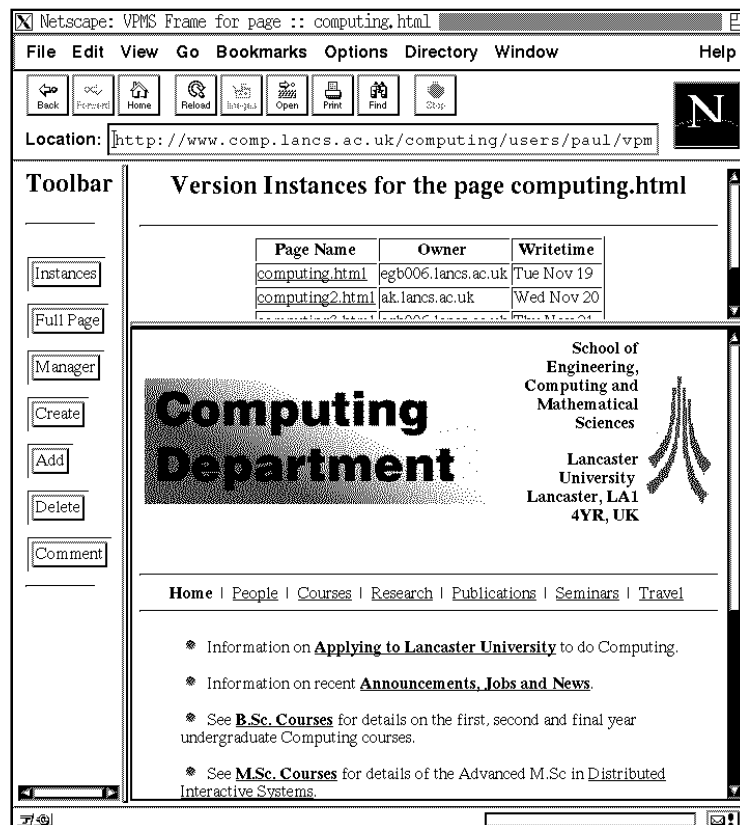 Netscape: VPMS Frame for page :: computing.html
File Edit View Go Bookmarks Options Directory Window Help
Back Forward Home Reload Images Open Print Find Stop
N
Location: http://www.comp.lancs.ac.uk/computing/users/paul/vpm
Toolbar
Instances
Full Page
Manager
Create
Add
Delete
Comment
Version Instances for the page computing.html
Page Name Owner Writetime
computing.html egb006.lancs.ac.uk Tue Nov 19
computing2.html ak.lancs.ac.uk Wed Nov 20
Computing
Department
School of
Engineering,
Computing and
Mathematical
Sciences
Lancaster
University
Lancaster, LA1
4YR, UK
Home | People | Courses | Research | Publications | Seminars | Travel
Information on Applying to Lancaster University to do Computing.
Information on recent Announcements, Jobs and News.
See B.Sc. Courses for details on the first, second and final year
undergraduate Computing courses.
See M.Sc. Courses for details of the Advanced M.Sc in Distributed
Interactive Systems.